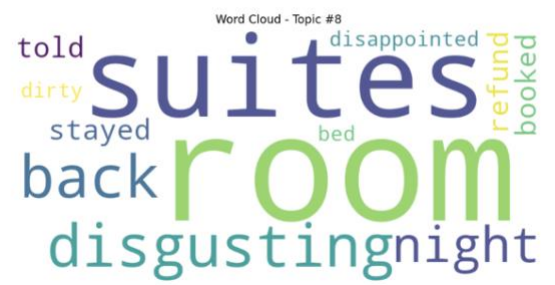 Word Cloud - Topic #8
told
suites
disappointed
refund
booked
dirty
stayed
bed
back
room
disgusting
night